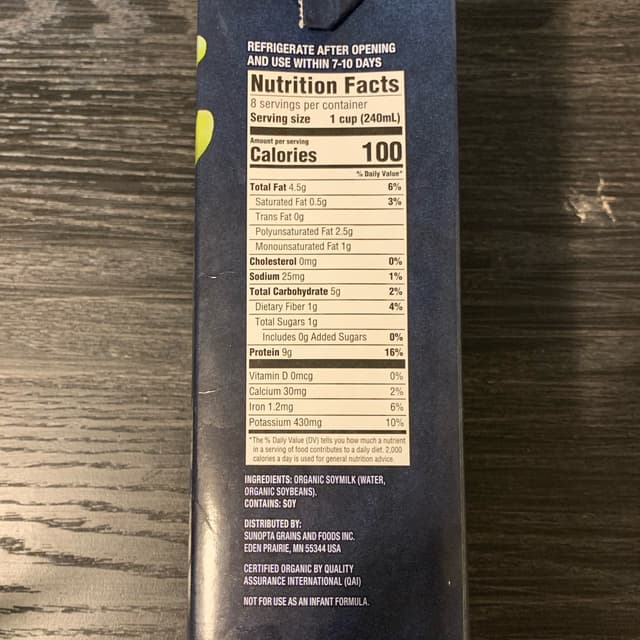 REFRIGERATE AFTER OPENING
AND USE WITHIN 7-10 DAYS
Nutrition Facts
8 servings per container
Serving size 1 cup (240mL)
Amount per serving
Calories 100
% Daily Value*
Total Fat 4.5g 6%
Saturated Fat 0.5g 3%
Trans Fat 0g
Polyunsaturated Fat 2.5g
Monounsaturated Fat 1g
Cholesterol 0mg 0%
Sodium 25mg 1%
Total Carbohydrate 5g 2%
Dietary Fiber 1g 4%
Total Sugars 1g
Includes 0g Added Sugars 0%
Protein 9g 16%
Vitamin D 0mcg 0%
Calcium 30mg 2%
Iron 1.2mg 6%
Potassium 430mg 10%
*The % Daily Value (DV) tells you how much a nutrient
in a serving of food contributes to a daily diet. 2,000
calories a day is used for general nutrition advice.
INGREDIENTS: ORGANIC SOYMILK (WATER,
ORGANIC SOYBEANS).
CONTAINS: SOY
DISTRIBUTED BY:
SUNOPTA GRAINS AND FOODS INC.
EDEN PRAIRIE, MN 55344 USA
CERTIFIED ORGANIC BY QUALITY
ASSURANCE INTERNATIONAL (QAI)
NOT FOR USE AS AN INFANT FORMULA.